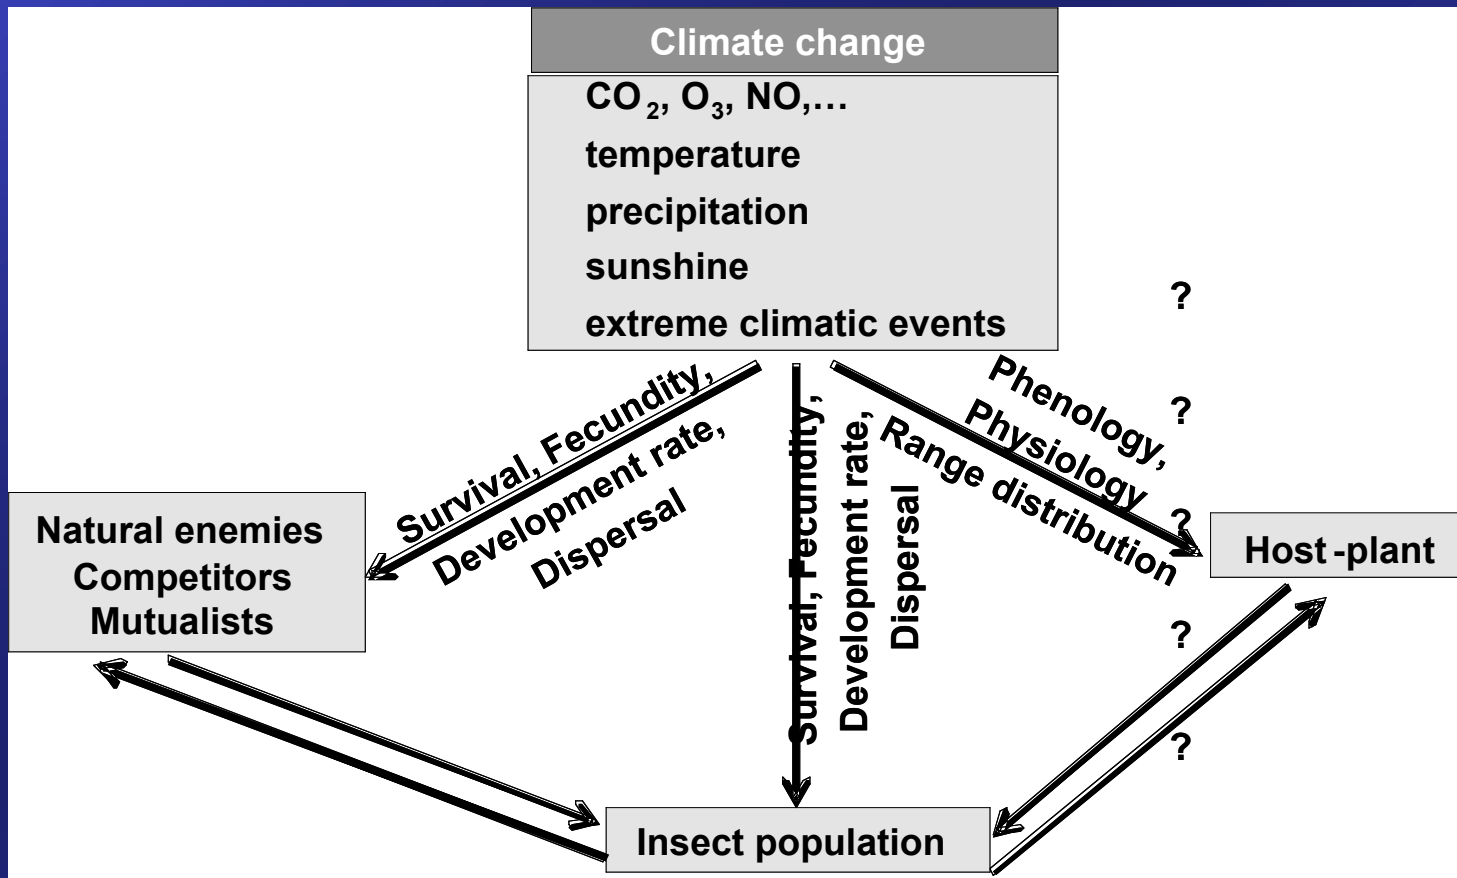 Climate change
CO2, O3, NO,…
temperature
precipitation
sunshine
extreme climatic events
?
?
?
?
?
Survival, Fecundity,
Development rate,
Dispersal
Survival, Fecundity,
Development rate,
Dispersal
Phenology,
Physiology
Range distribution
Natural enemies
Competitors
Mutualists
Host-plant
Insect population